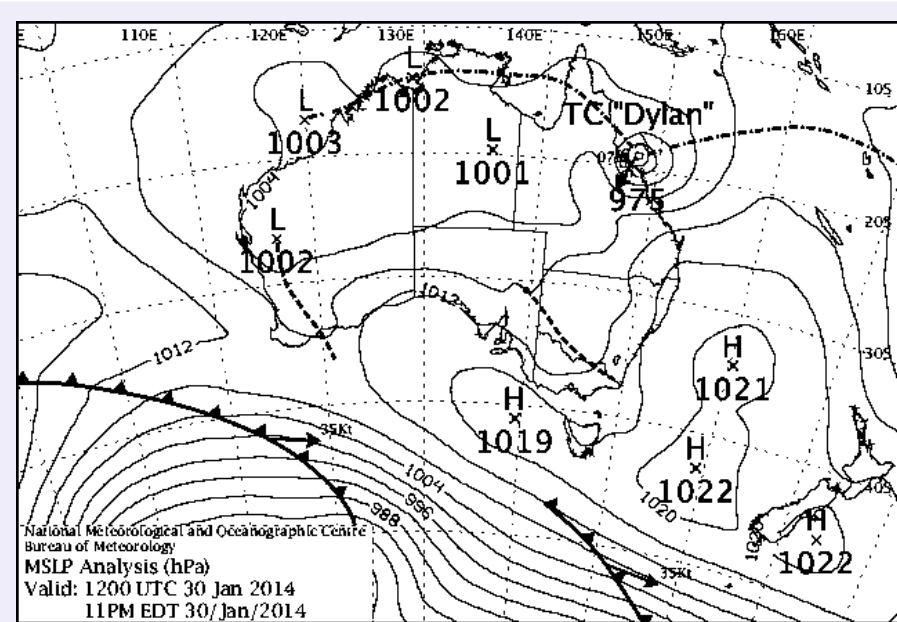 E 110E 120E 130E 140E 150E 160E
10S
L
1002
L
1003
TC "Dylan"
L
1001
1004
975
20S
L
1002
1012
1012
30S
H
1021
H
1019
35Kt
H
1022
1004
996
988
1020
40S
1020
H
1022
35Kt
National Meteorological and Oceanographic Centre
Bureau of Meteorology
MSLP Analysis (hPa)
Valid: 1200 UTC 30 Jan 2014
11PM EDT 30/Jan/2014